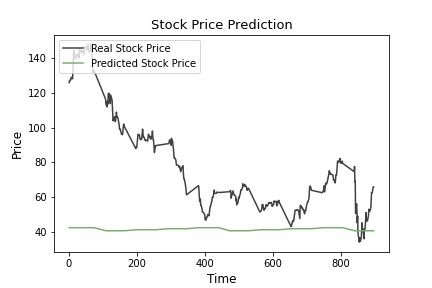 Stock Price Prediction
Real Stock Price
Predicted Stock Price
Price
140
120
100
80
60
40
0 200 400 600 800
Time